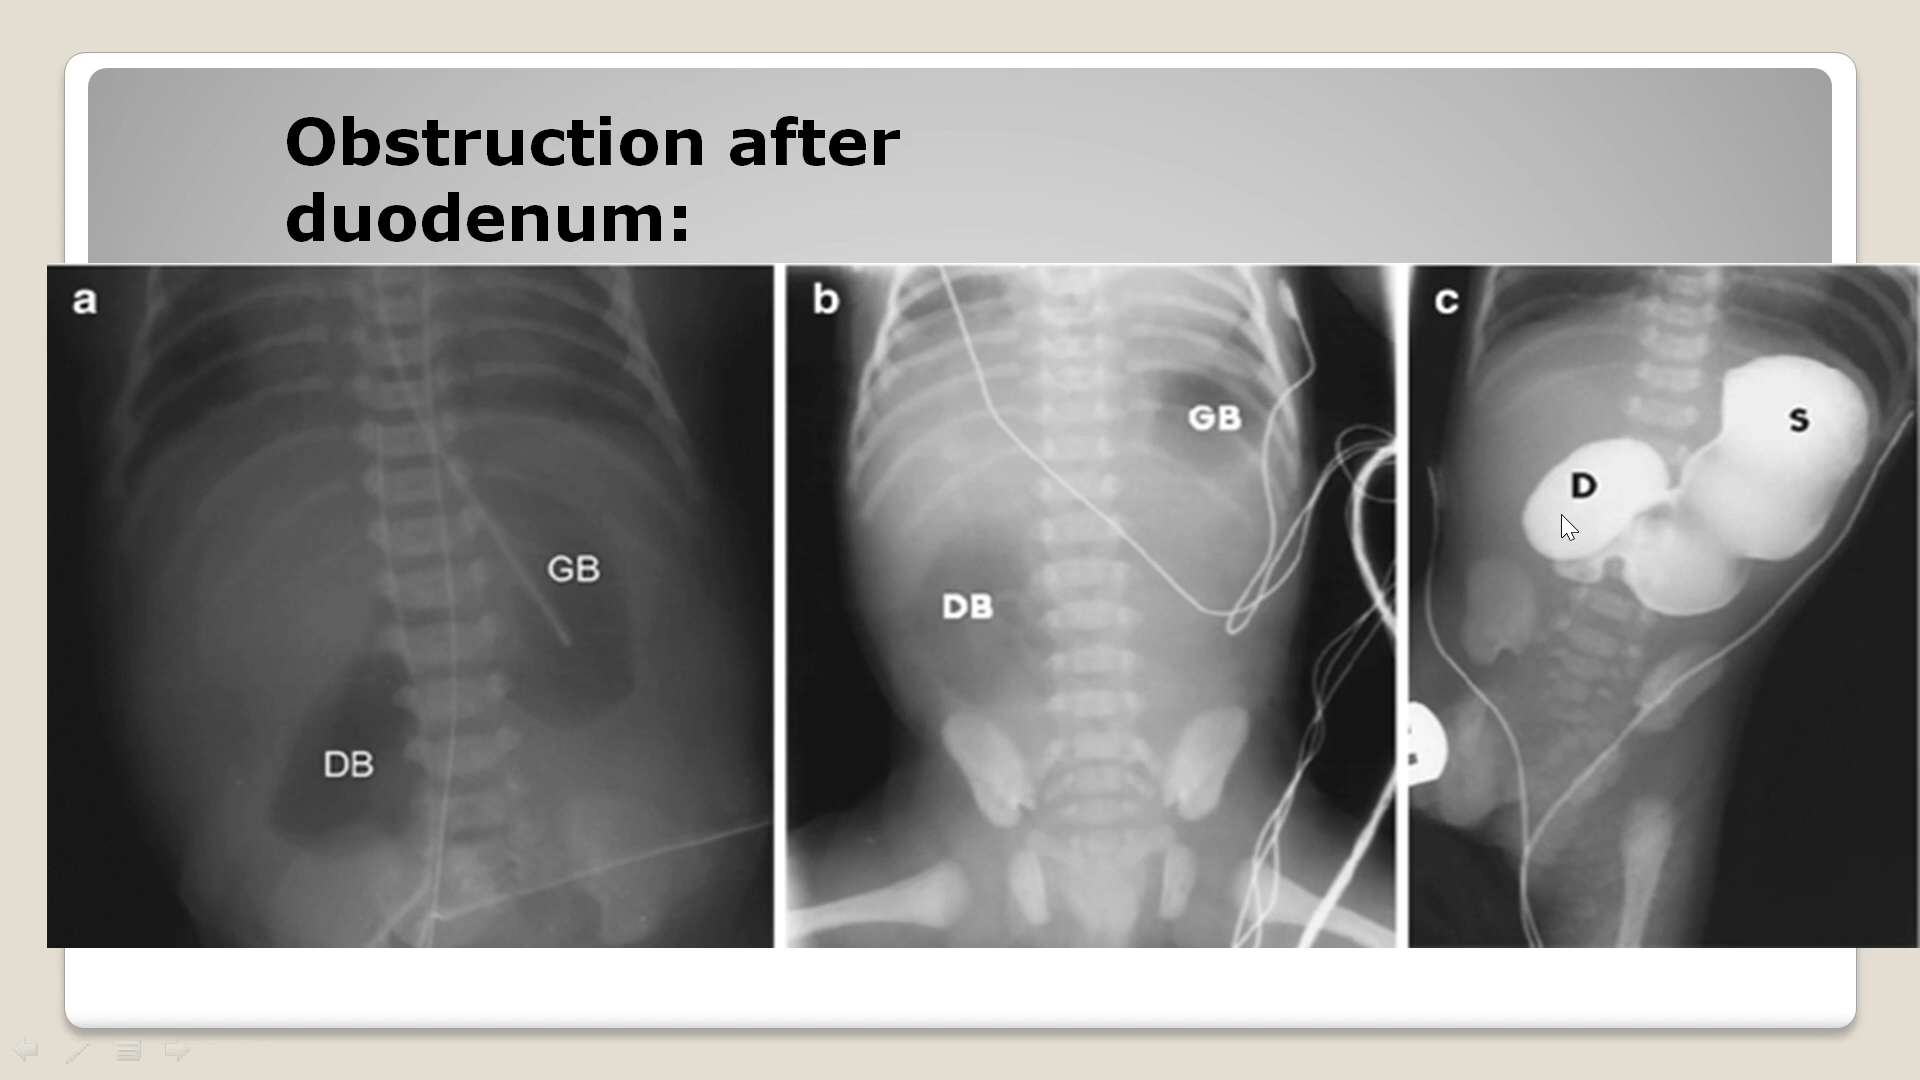 Obstruction after
duodenum:
a
GB
DB
b
GB
DB
c
S
D